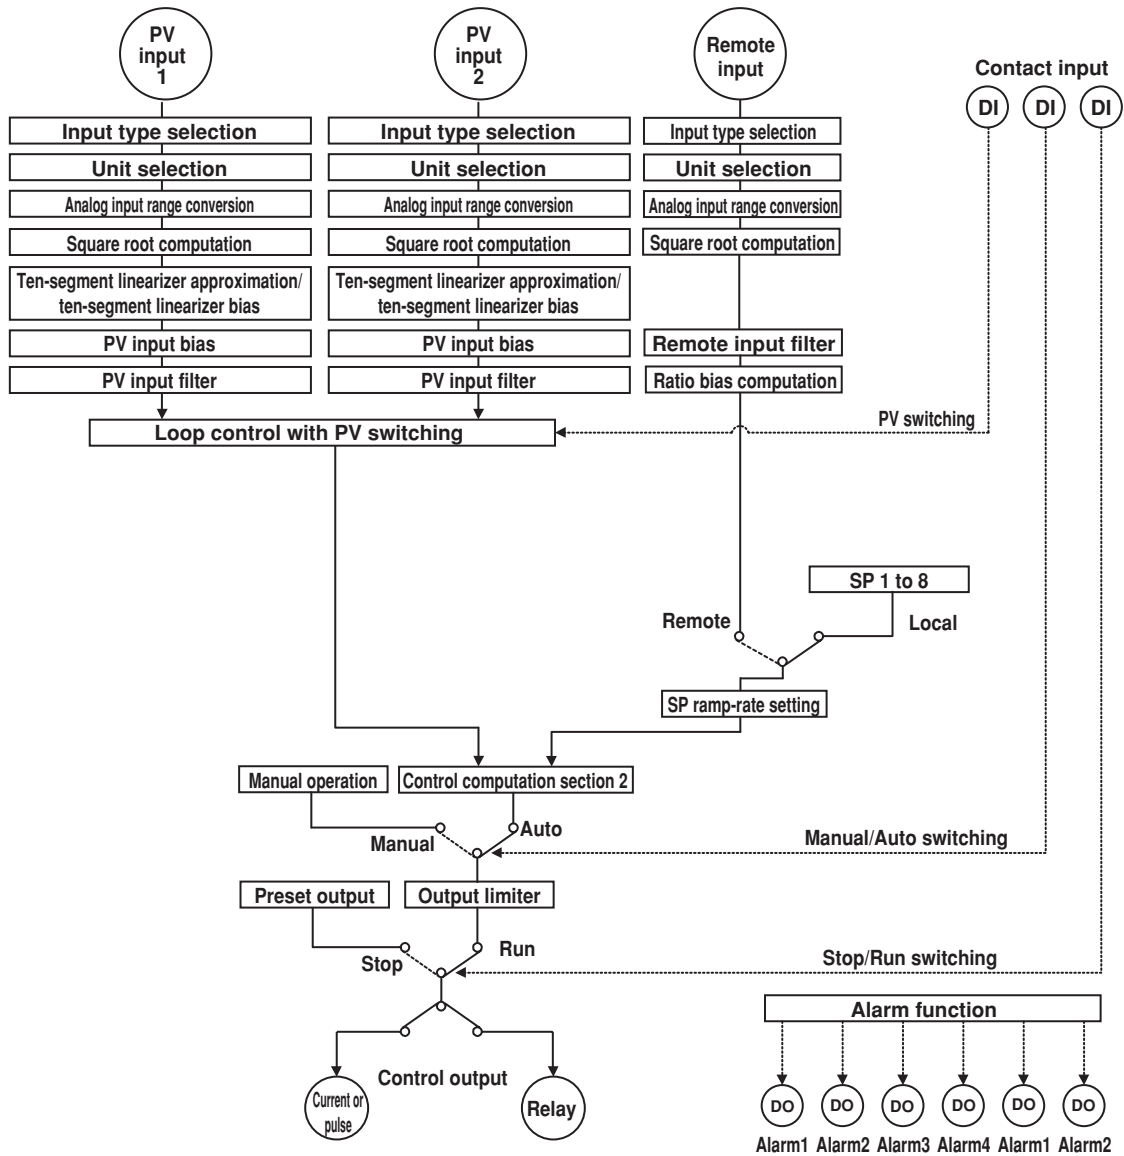 PV
input
1
PV
input
2
Remote
input
Contact input
DI
DI
DI
Input type selection
Input type selection
Input type selection
Unit selection
Unit selection
Unit selection
Analog input range conversion
Analog input range conversion
Analog input range conversion
Square root computation
Square root computation
Square root computation
Ten-segment linearizer approximation/
ten-segment linearizer bias
Ten-segment linearizer approximation/
ten-segment linearizer bias
PV input bias
PV input bias
Remote input filter
PV input filter
PV input filter
Ratio bias computation
Loop control with PV switching
PV switching
SP 1 to 8
Remote
Local
SP ramp-rate setting
Manual operation
Control computation section 2
Manual
Auto
Manual/Auto switching
Preset output
Output limiter
Stop
Run
Stop/Run switching
Alarm function
Control output
Current or
pulse
Relay
DO
DO
DO
DO
DO
DO
Alarm1
Alarm2
Alarm3
Alarm4
Alarm1
Alarm2